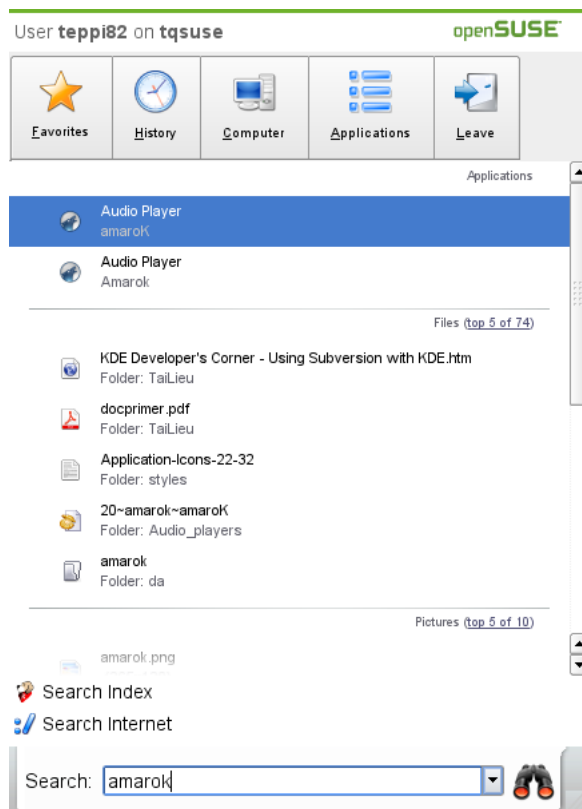 User teppi82 on tqsuse
openSUSE
Favorites
History
Computer
Applications
Leave
Applications
Audio Player
amaroK
Audio Player
Amarok
Files (top 5 of 74)
KDE Developer's Corner - Using Subversion with KDE.htm
Folder: TaiLieu
docprimer.pdf
Folder: TaiLieu
Application-Icons-22-32
Folder: styles
20~amarok~amaroK
Folder: Audio_players
amarok
Folder: da
Pictures (top 5 of 10)
amarok.png
Search Index
Search Internet
Search: amarok